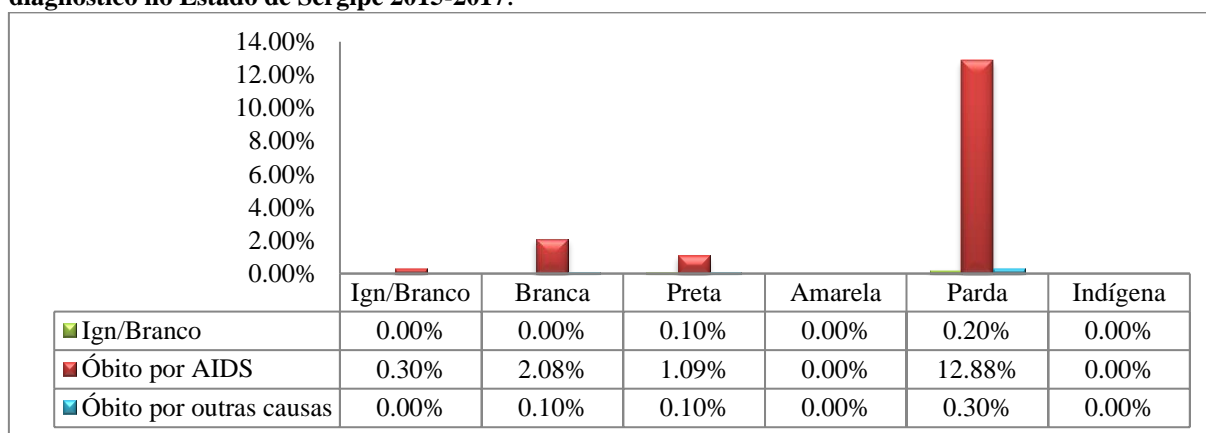 diagnóstico no Estado de Sergipe 2015-2017.
14.00%
12.00%
10.00%
8.00%
6.00%
4.00%
2.00%
0.00%
Ign/Branco Branca Preta Amarela Parda Indígena
Ign/Branco 0.00% 0.00% 0.10% 0.00% 0.20% 0.00%
Óbito por AIDS 0.30% 2.08% 1.09% 0.00% 12.88% 0.00%
Óbito por outras causas 0.00% 0.10% 0.10% 0.00% 0.30% 0.00%